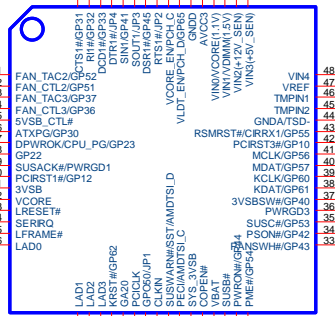 CTS1#/GP31
RI1#/GP32
DCD1#/GP33
DTR1#/JP4
SIN1/GP41
SOUT1/JP3
DSR1#/GP45
RTS1#/JP2
VCORE_EN/PCH_C
VLDT_EN/PCH_D/GP65
GNDD
AVCC3
VIN0/VCORE(1.1V)
VIN1/VDIMM(1.5V)
VIN2/(+12V_SEN)
VIN3/(+5V_SEN)
FAN_TAC2/GP52
FAN_CTL2/GP51
FAN_TAC3/GP37
FAN_CTL3/GP36
5VSB_CTL#
ATXPG/GP30
DPWROK/CPU_PG/GP23
GP22
SUSACK#/PWRGD1
PCIRST1#/GP12
3VSB
VCORE
LRESET#
SERIRQ
LFRAME#
LAD0
VIN4 48
VREF 47
TMPIN1 46
TMPIN2 45
GNDA/TSD- 44
RSMRST#/CIRRX1/GP55 43
PCIRST3#/GP10 42
MCLK/GP56 41
MDAT/GP57 40
KCLK/GP60 39
KDAT/GP61 38
3VSBSW#/GP40 37
PWRGD3 36
SUSC#/GP53 35
PSON#/GP42 34
PANSWH#/GP43 33
LAD1
LAD2
LAD3
KRST#/GP62
GA20
PCICLK
GPO50/JP1
CLKIN
SUSWARN#/SST/AMDTSI_D
PECI/AMDTSI_C
SYS_3VSB
COPEN#
VBAT
SUSB#
PWRON#/GP44
PME#/GP54